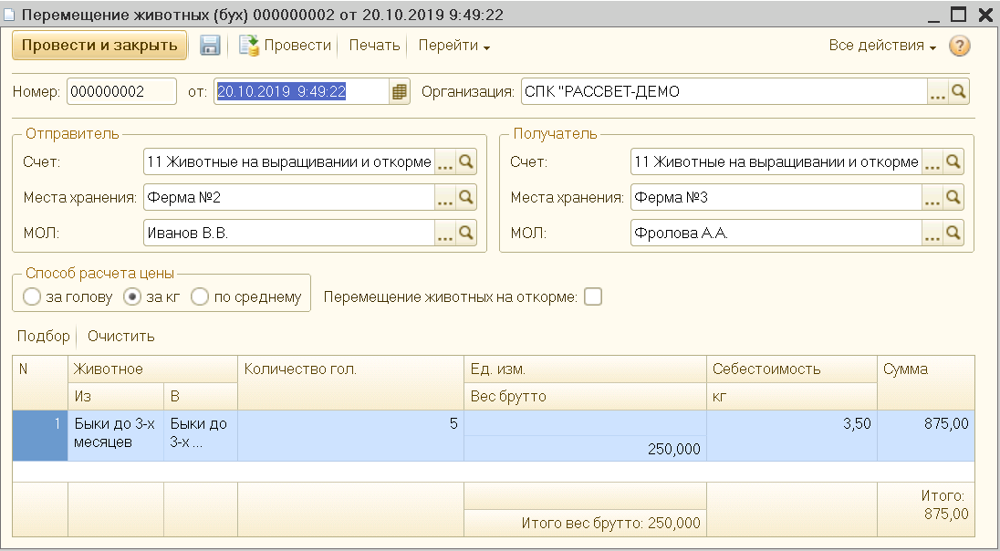 Перемещение животных (бух) 000000002 от 20.10.2019 9:49:22
Провести и закрыть Провести Печать Перейти Все действия ?
Номер: 000000002 от: 20.10.2019 9:49:22 Организация: СПК "РАССВЕТ-ДЕМО ...
Отправитель Получатель
Счет: 11 Животные на выращивании и откорме ... Счет: 11 Животные на выращивании и откорме ...
Места хранения: Ферма №2 ... Места хранения: Ферма №3 ...
МОЛ: Иванов В.В. ... МОЛ: Фролова А.А. ...
Способ расчета цены
за голову за кг по среднему Перемещение животных на откорме:
Подбор Очистить
N Животное Количество гол. Ед. изм. Себестоимость Сумма
Из В Вес брутто кг
1 Быки до 3-х Быки до 5 3,50 875,00
месяцев 3-х ... 250,000
Итого:
875,00
Итого вес брутто: 250,000